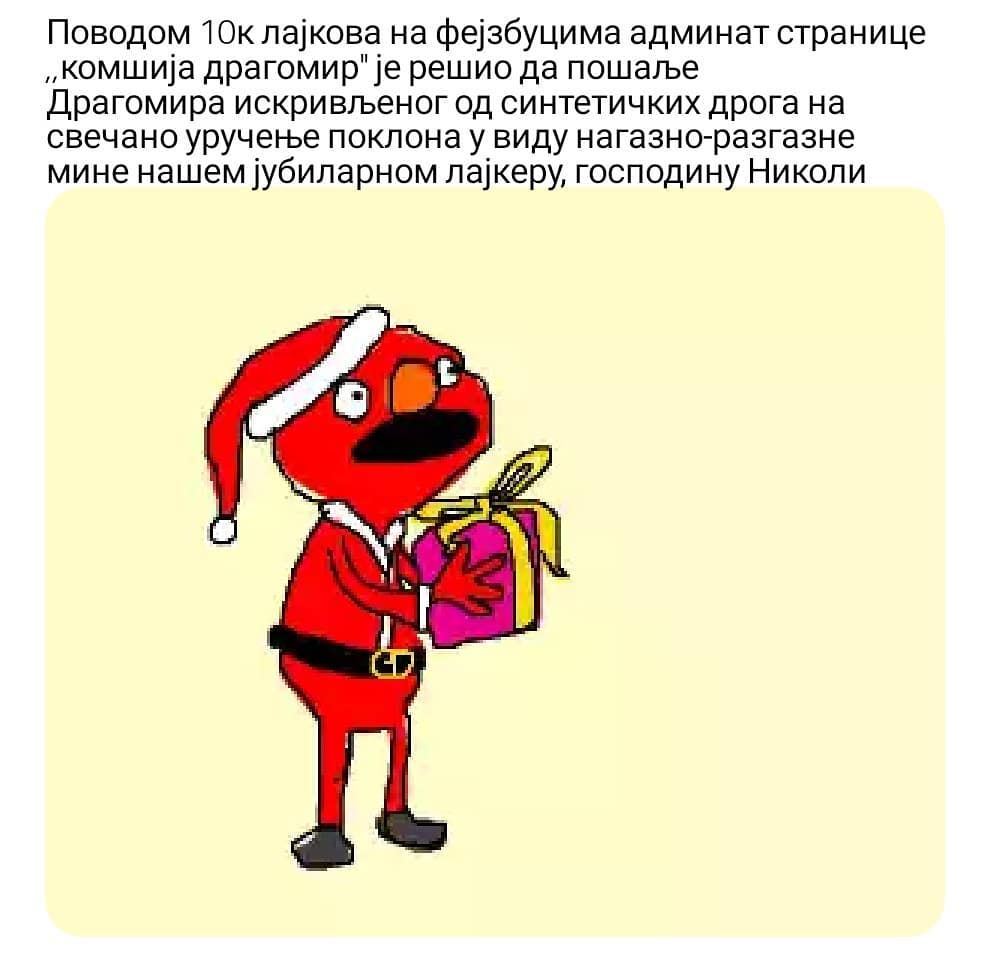 Поводом 10к лајкова на фејзбуцима админат странице
,,комшија драгомир" је решио да пошаље
Драгомира искривљеног од синтетичких дрога на
свечано уручење поклона у виду нагазно-разгазне
мине нашем јубиларном лајкеру, господину Николи